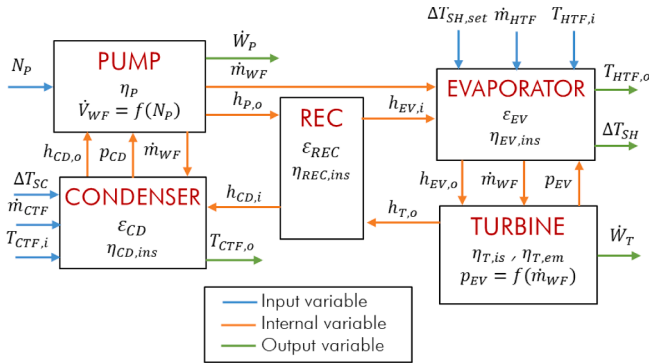 ΔT_SH,set ṁ_HTF T_HTF,i
N_P
PUMP
η_P
V̇_WF = f(N_P)
Ẇ_P
ṁ_WF
h_P,o
REC
ε_REC
η_REC,ins
h_EV,i
EVAPORATOR
ε_EV
η_EV,ins
T_HTF,o
ΔT_SH
h_CD,o p_CD ṁ_WF
ΔT_SC
ṁ_CTF
T_CTF,i
CONDENSER
ε_CD
η_CD,ins
h_CD,i
T_CTF,o
h_T,o
h_EV,o ṁ_WF p_EV
TURBINE
η_T,is , η_T,em
p_EV = f(ṁ_WF)
Ẇ_T
Input variable
Internal variable
Output variable